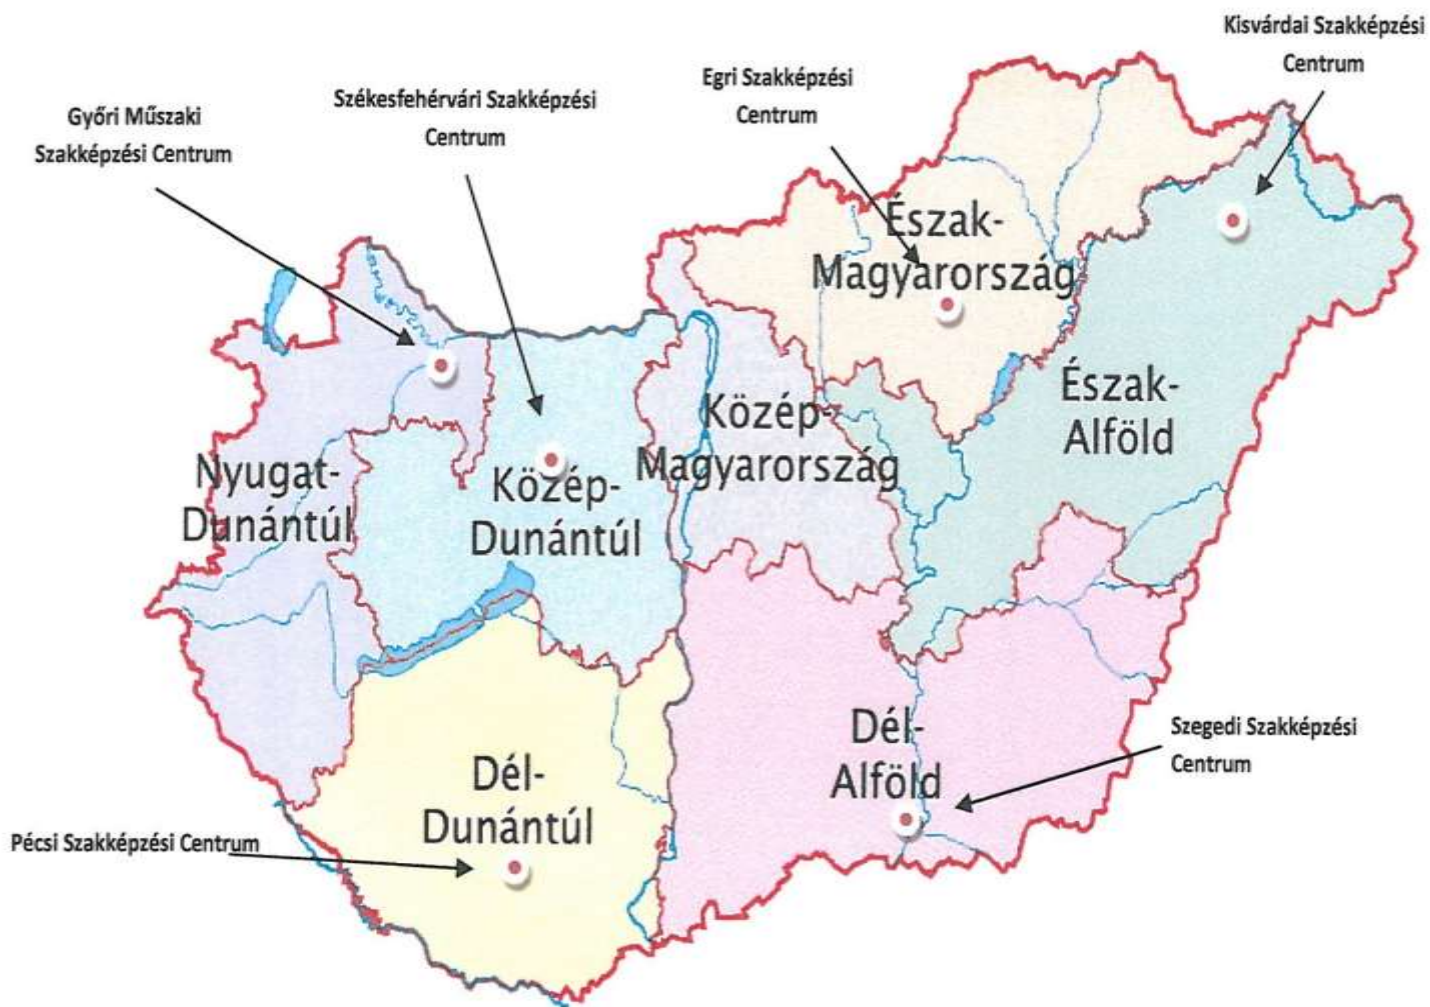 Kisvárdai Szakképzési
Centrum
Egri Szakképzési
Centrum
Székesfehérvári Szakképzési
Centrum
Győri Műszaki
Szakképzési Centrum
Észak-
Magyarország
Észak-
Alföld
Közép-
Magyarország
Nyugat-
Dunántúl
Közép-
Dunántúl
Dél-
Alföld
Szegedi Szakképzési
Centrum
Dél-
Dunántúl
Pécsi Szakképzési Centrum